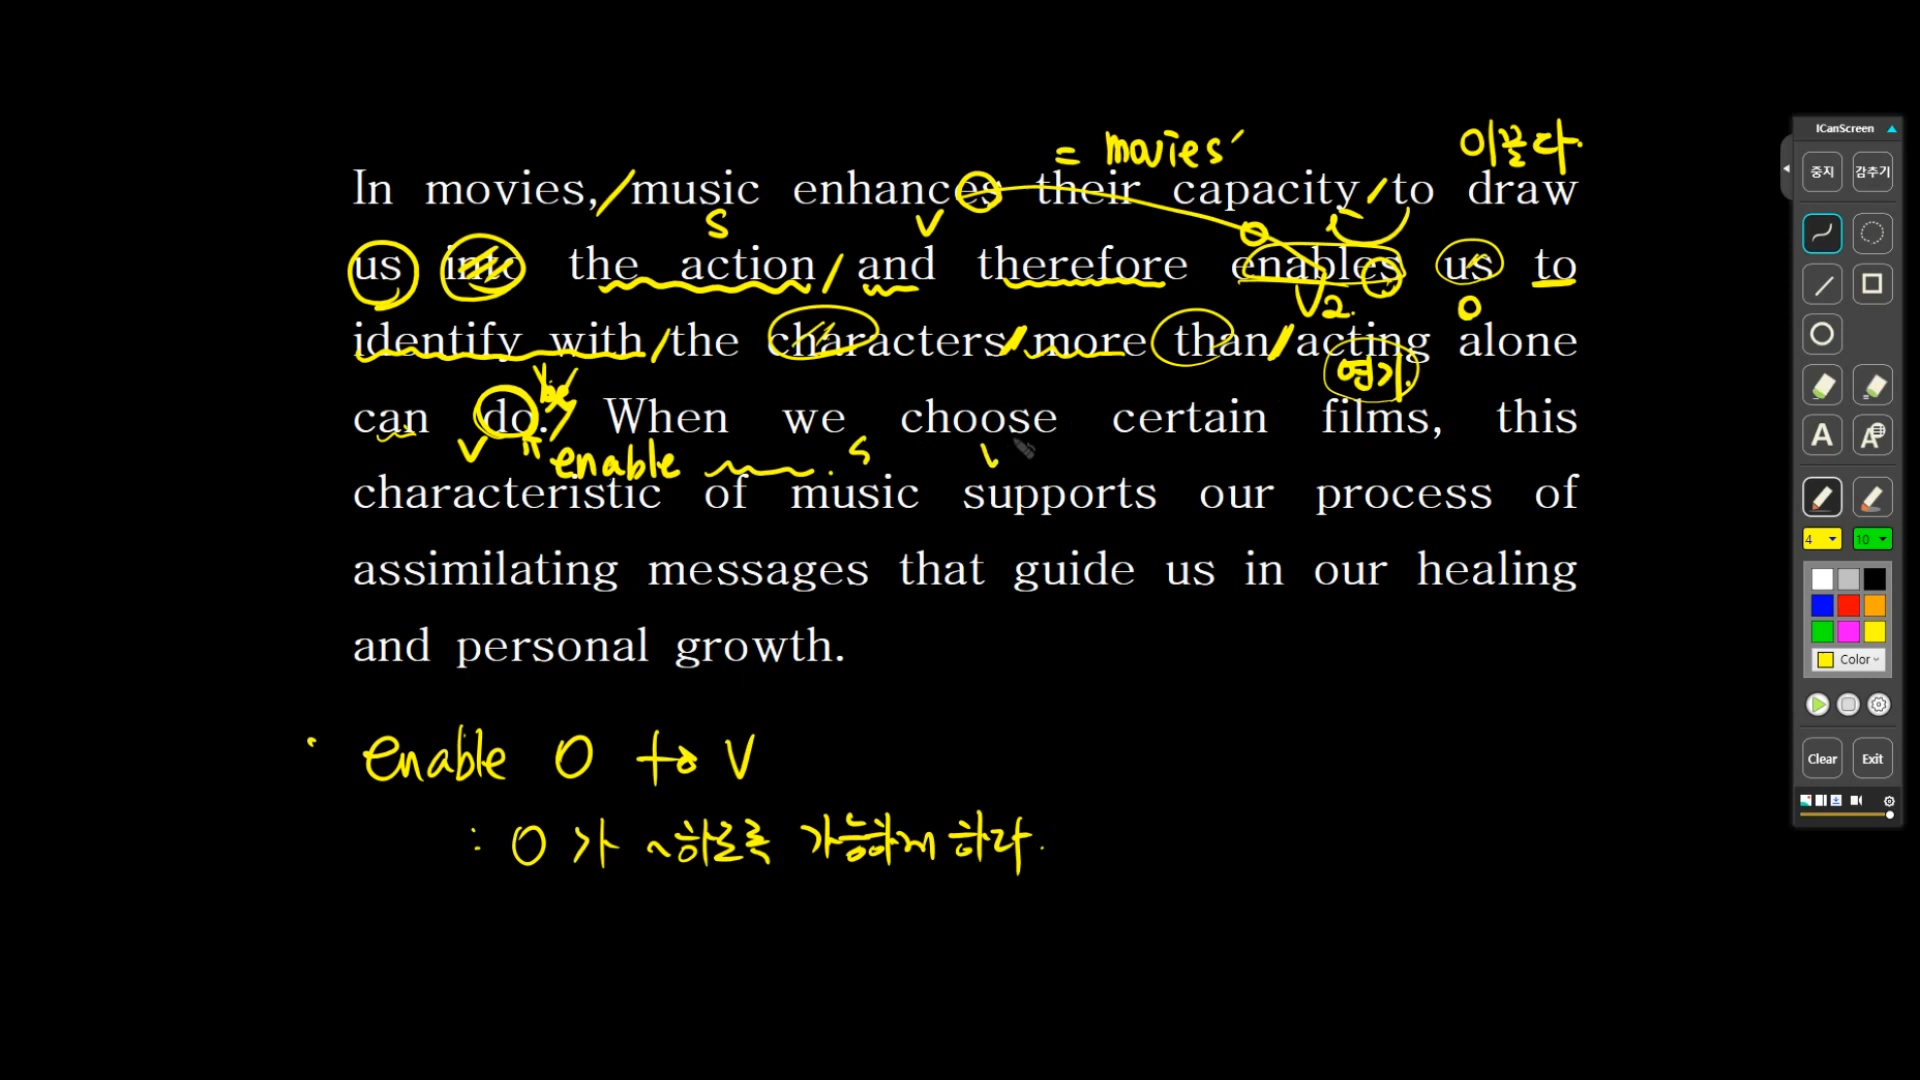 = movies' 이끌다.
In movies, / music enhances their capacity / to draw
S V
us into the action / and therefore enables us to
V2. O
identify with / the characters / more than / acting alone
be 연기.
can do. When we choose certain films, this
V enable S V
characteristic of music supports our process of
assimilating messages that guide us in our healing
and personal growth.
· enable O to V
: O가 ~하도록 가능하게 하다.
ICanScreen
중지 감추기
A A
4 10
Color
Clear Exit